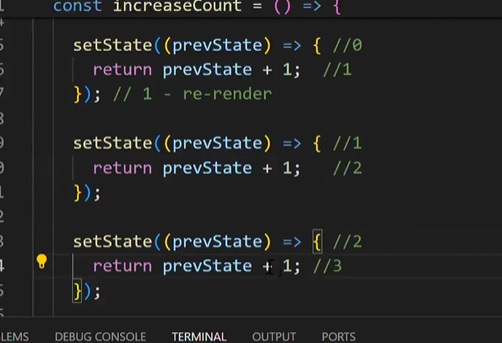 const increaseCount = () => {
setState((prevState) => { //0
return prevState + 1; //1
}); // 1 - re-render
setState((prevState) => { //1
return prevState + 1; //2
});
setState((prevState) => { //2
return prevState + 1; //3
});
LEMS DEBUG CONSOLE TERMINAL OUTPUT PORTS